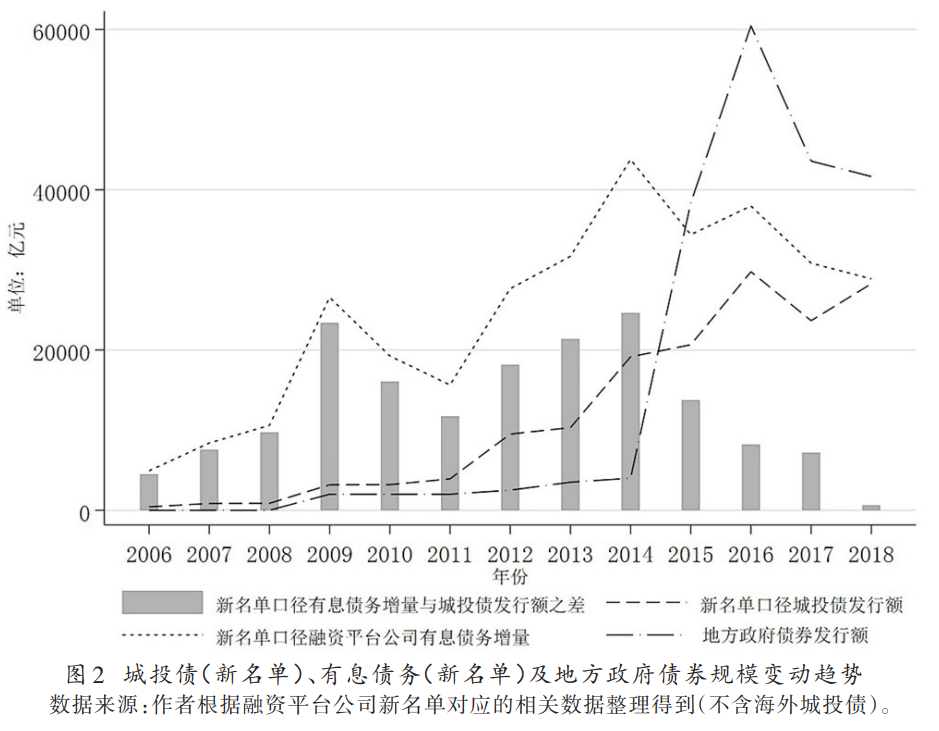 60000
40000
20000
0
单位：亿元
2006 2007 2008 2009 2010 2011 2012 2013 2014 2015 2016 2017 2018
年份
新名单口径有息债务增量与城投债发行额之差 新名单口径城投债发行额
新名单口径融资平台公司有息债务增量 地方政府债券发行额
图2 城投债(新名单)、有息债务(新名单)及地方政府债券规模变动趋势
数据来源:作者根据融资平台公司新名单对应的相关数据整理得到(不含海外城投债)。